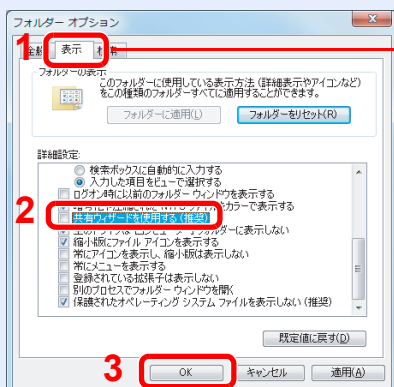 フォルダー オプション
1
全般 表示 検索
フォルダーの表示
このフォルダーに使用している表示方法(詳細表示やアイコンなど)
をこの種類のフォルダーすべてに適用することができます。
フォルダーに適用(L) フォルダーをリセット(R)
詳細設定:
検索ボックスに自動的に入力する
入力した項目をビューで選択する
ログオン時に以前のフォルダー ウィンドウを表示する
カラーで表示する
2
共有ウィザードを使用する (推奨)
フォルダーに表示しない
縮小版にファイル アイコンを表示する
常にアイコンを表示し、縮小版は表示しない
常にメニューを表示する
登録されている拡張子は表示しない
別のプロセスでフォルダー ウィンドウを開く
保護されたオペレーティング システム ファイルを表示しない (推奨)
既定値に戻す(D)
3
OK キャンセル 適用(A)